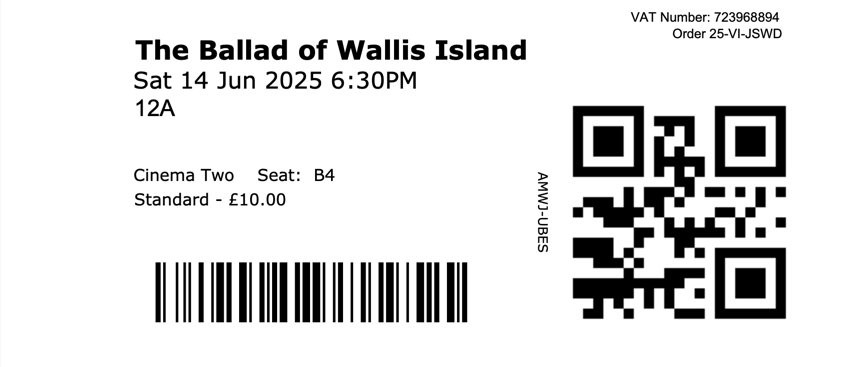 VAT Number: 723968894
Order 25-VI-JSWD
The Ballad of Wallis Island
Sat 14 Jun 2025 6:30PM
12A
Cinema Two Seat: B4
Standard - £10.00
AMWJ-UBES